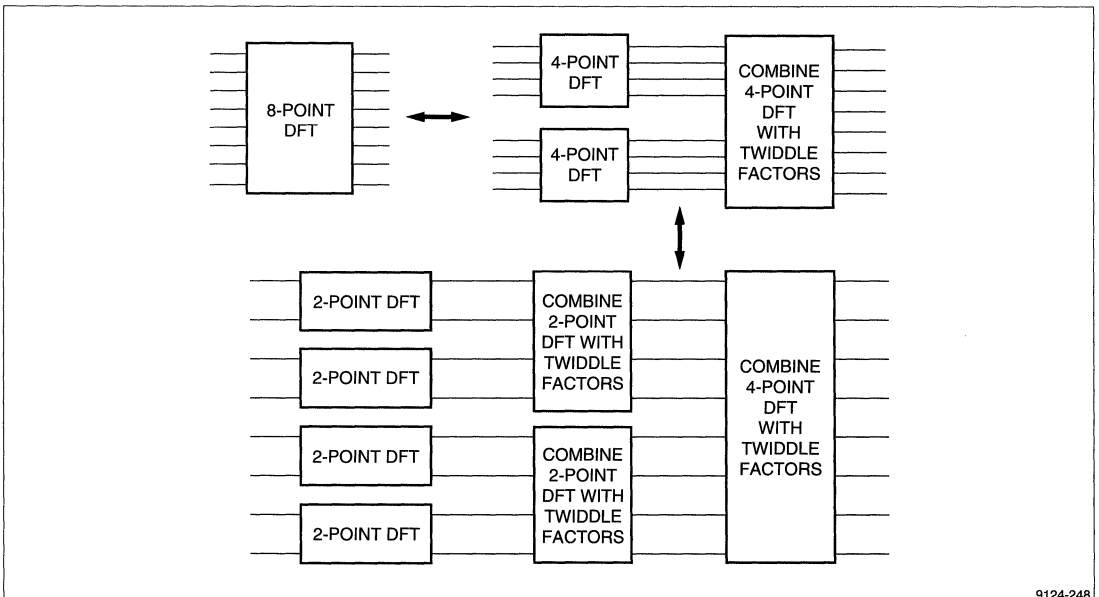 8-POINT
DFT
4-POINT
DFT
4-POINT
DFT
COMBINE
4-POINT
DFT
WITH
TWIDDLE
FACTORS
2-POINT DFT
2-POINT DFT
2-POINT DFT
2-POINT DFT
COMBINE
2-POINT
DFT WITH
TWIDDLE
FACTORS
COMBINE
2-POINT
DFT WITH
TWIDDLE
FACTORS
COMBINE
4-POINT
DFT
WITH
TWIDDLE
FACTORS
9124-248